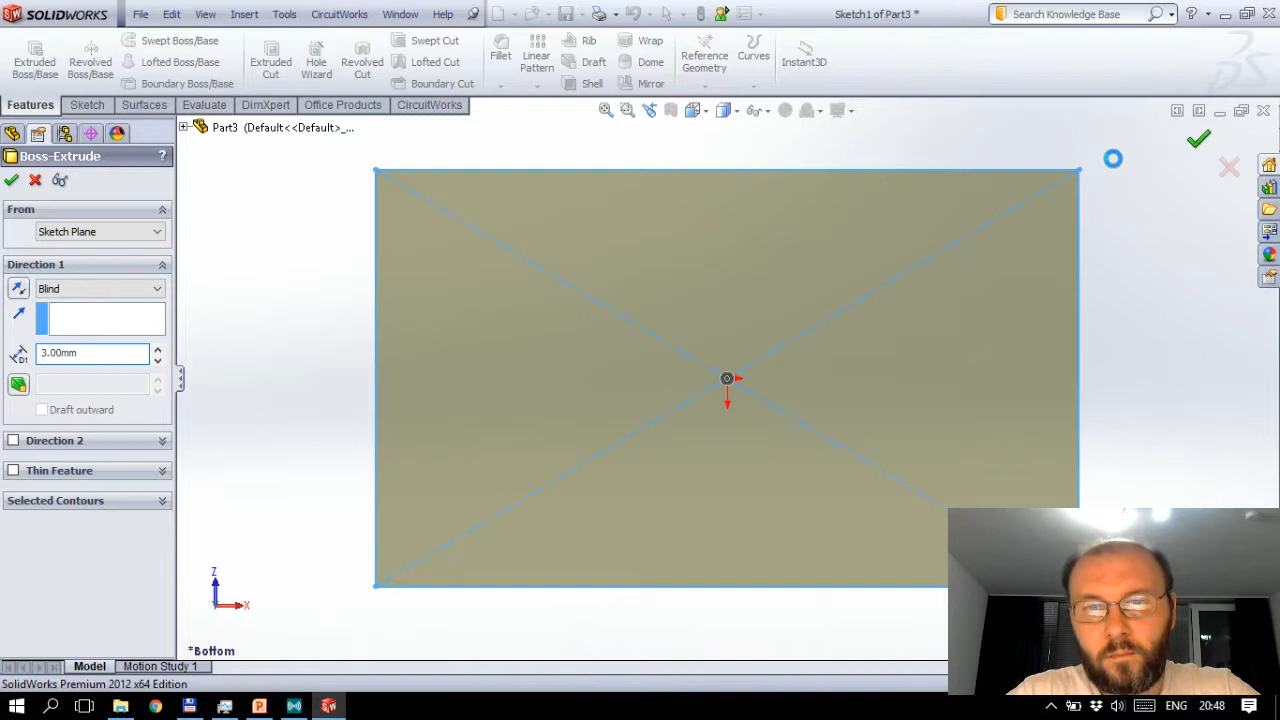 SOLIDWORKS File Edit View Insert Tools CircuitWorks Window Help Sketch1 of Part3 * Search Knowledge Base
Extruded Boss/Base
Revolved Boss/Base
Swept Boss/Base
Lofted Boss/Base
Boundary Boss/Base
Extruded Cut
Hole Wizard
Revolved Cut
Swept Cut
Lofted Cut
Boundary Cut
Fillet
Linear Pattern
Rib
Draft
Shell
Wrap
Dome
Mirror
Reference Geometry
Curves
Instant3D
Features Sketch Surfaces Evaluate DimXpert Office Products CircuitWorks
Part3 (Default<<Default>_...
Boss-Extrude ?
From
Sketch Plane
Direction 1
Blind
D1 3.00mm
Draft outward
Direction 2
Thin Feature
Selected Contours
Z
X
*Bottom
Model Motion Study 1
SolidWorks Premium 2012 x64 Edition
ENG 20:48